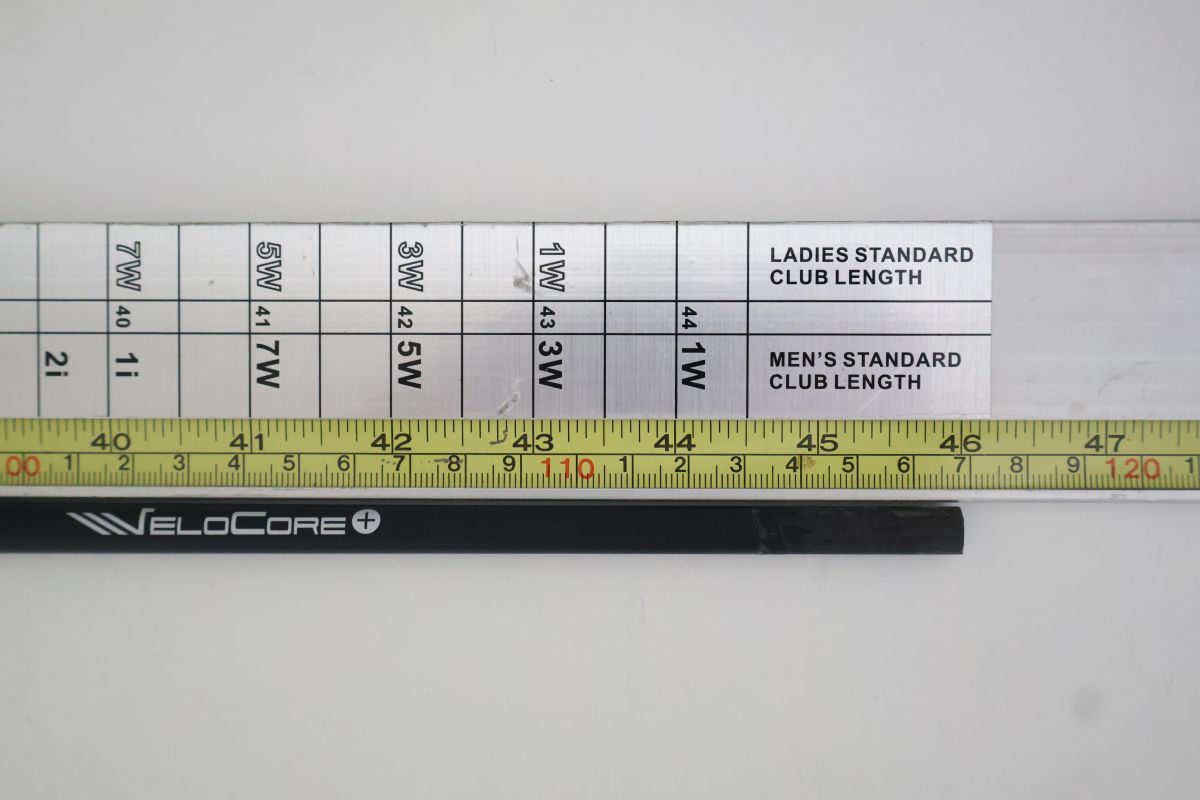 7W 5W 3W 1W LADIES STANDARD
CLUB LENGTH
40 41 42 43 44
2i 1i 7W 5W 3W 1W MEN'S STANDARD
CLUB LENGTH
40 41 42 43 44 45 46 47
00 1 2 3 4 5 6 7 8 9 110 1 2 3 4 5 6 7 8 9 120 1
VELOCORE+